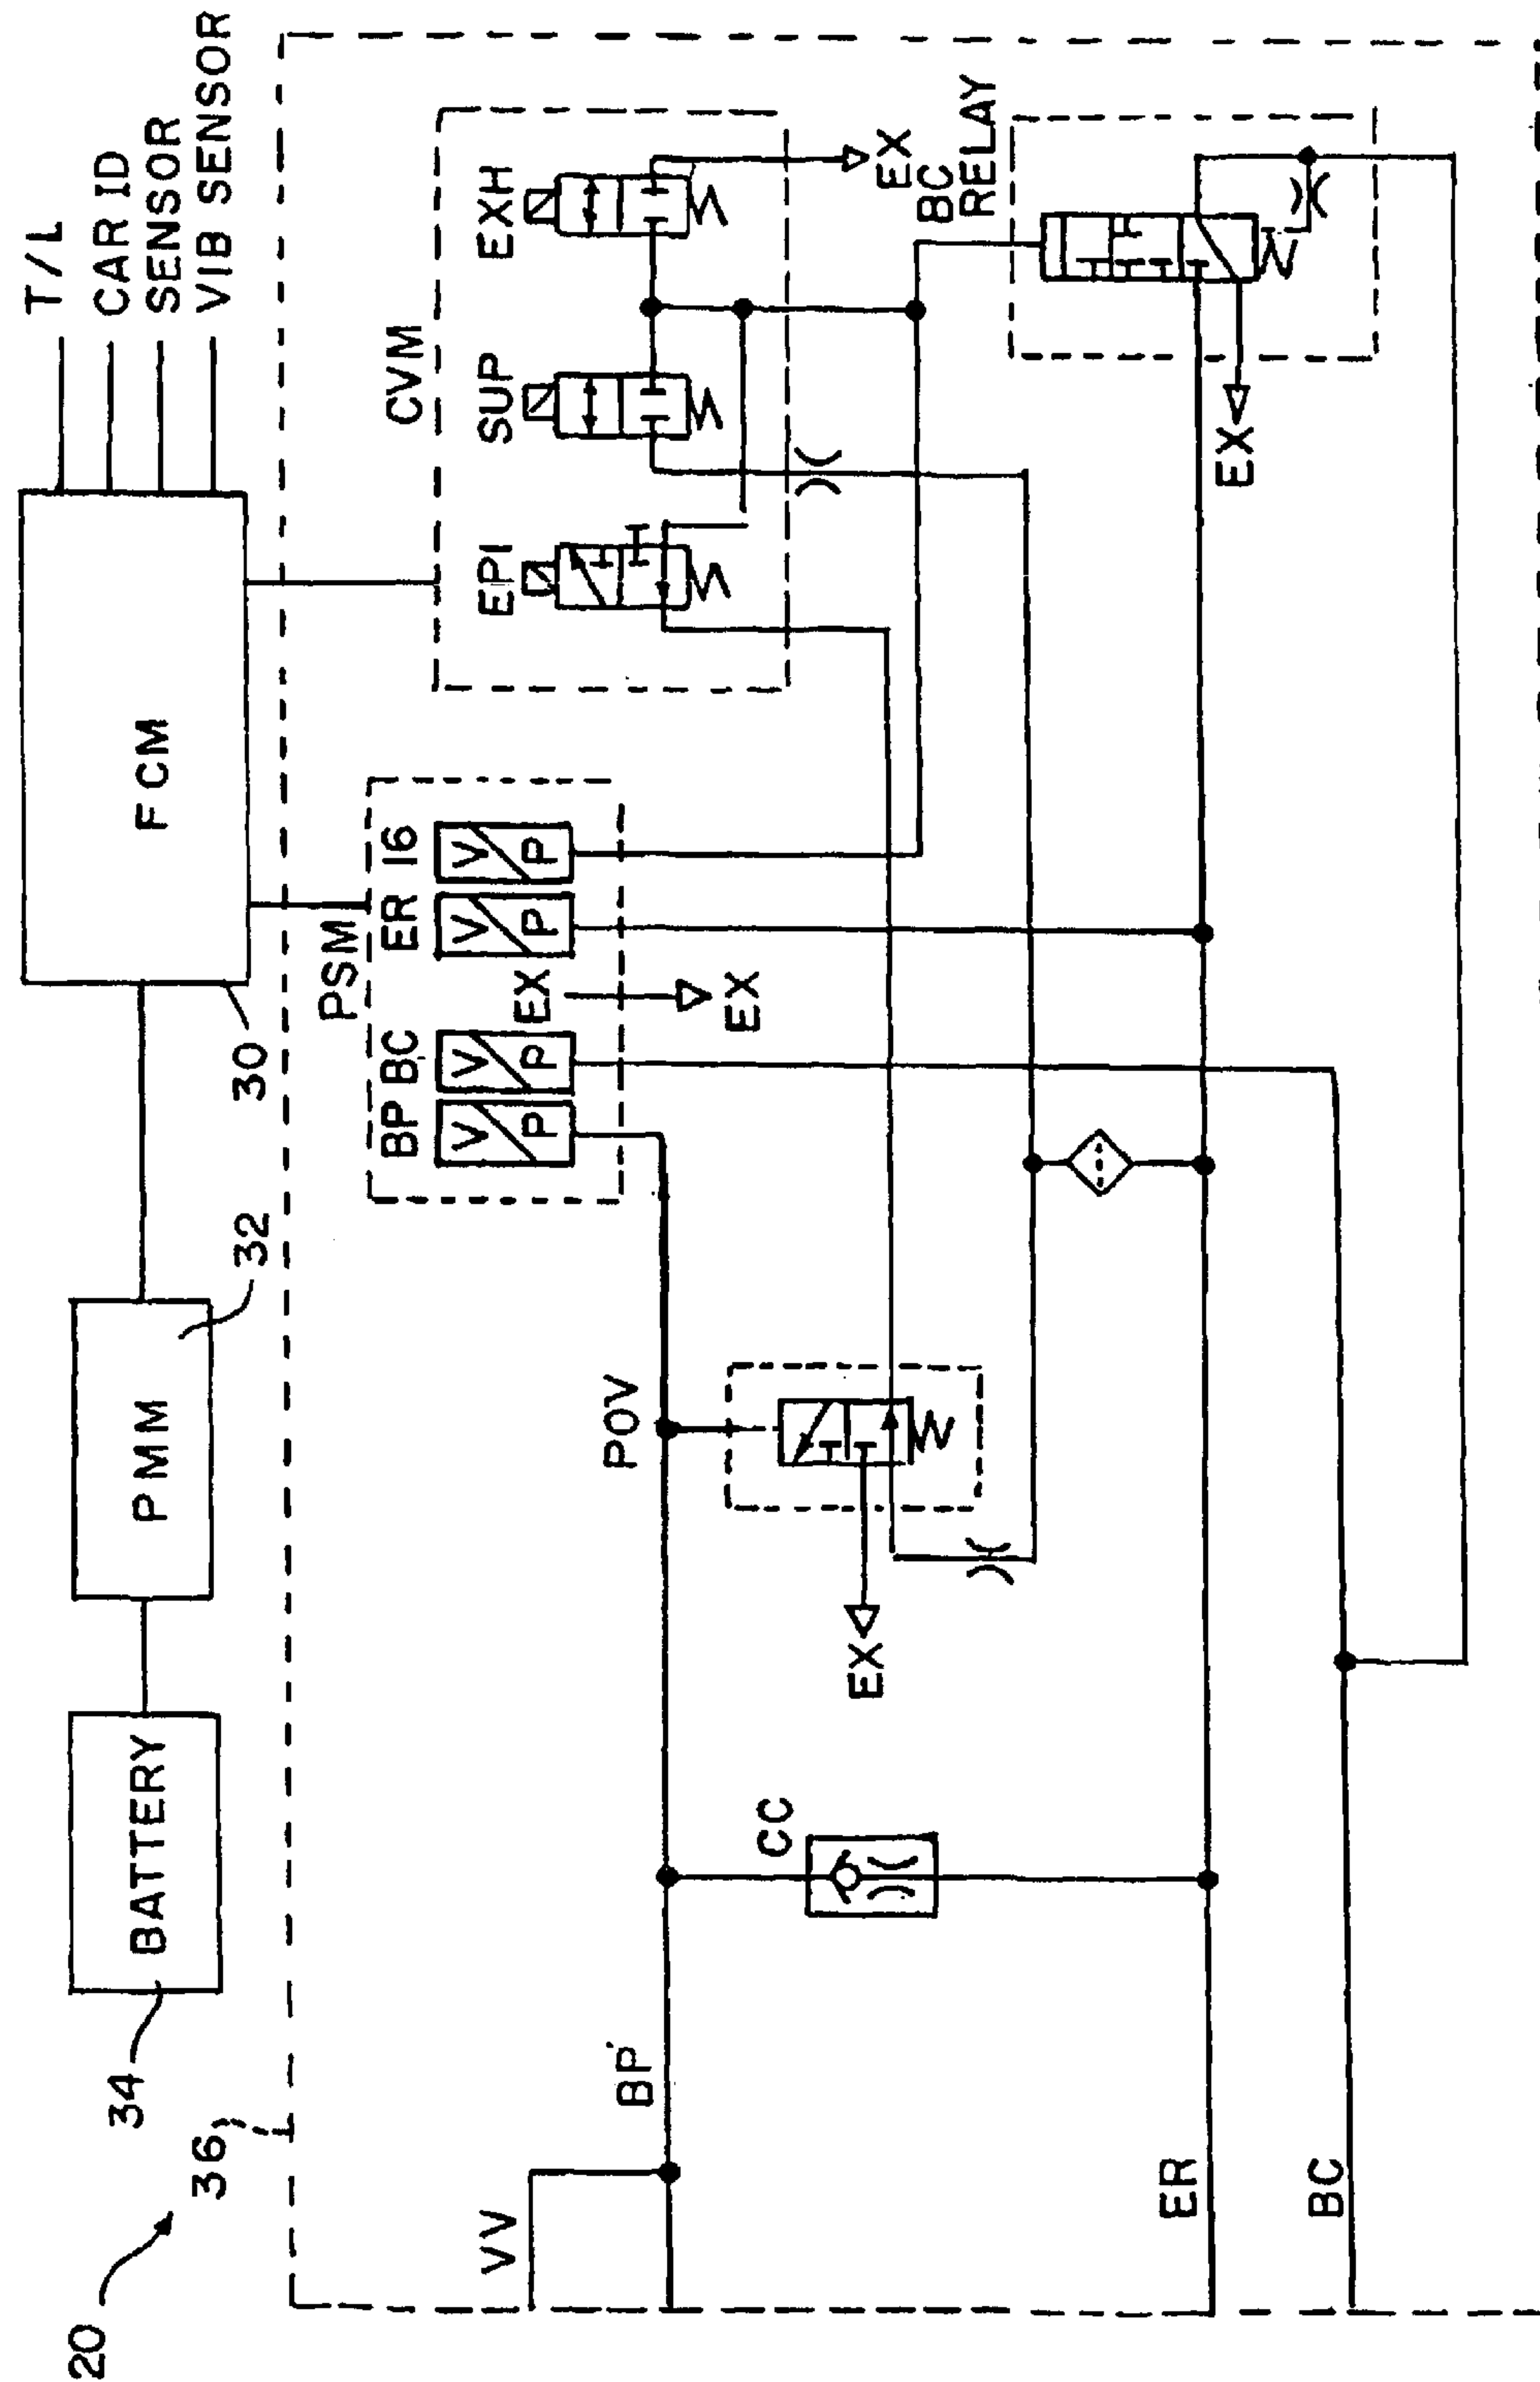 T/L
CAR ID
SENSOR
VIB SENSOR
FCM
30
PMM
32
BATTERY
34
20
36
CVM
EPI
SUP
EXH
EX
BC
RELAY
EX
PSM
BP
BC
EX
ER
16
V
P
V
P
V
P
V
P
EX
POV
EX
CC
VV
BP
ER
BC